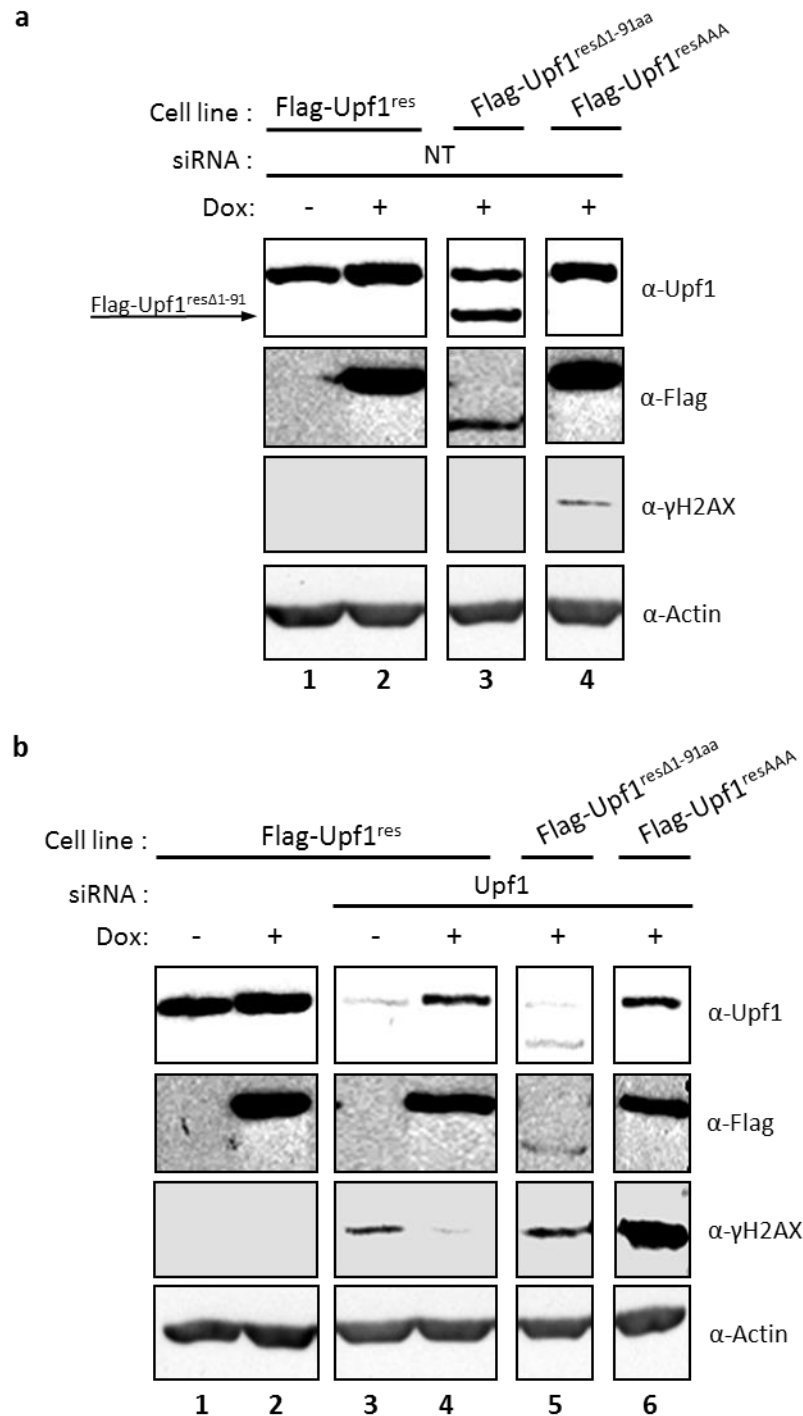 a
Cell line : Flag-Upf1res Flag-Upf1resΔ1-91aa Flag-Upf1resAAA
siRNA : NT
Dox: - + + +
α-Upf1
Flag-Upf1resΔ1-91
α-Flag
α-γH2AX
α-Actin
1 2 3 4
b
Cell line : Flag-Upf1res Flag-Upf1resΔ1-91aa Flag-Upf1resAAA
siRNA : Upf1
Dox: - + - + + +
α-Upf1
α-Flag
α-γH2AX
α-Actin
1 2 3 4 5 6